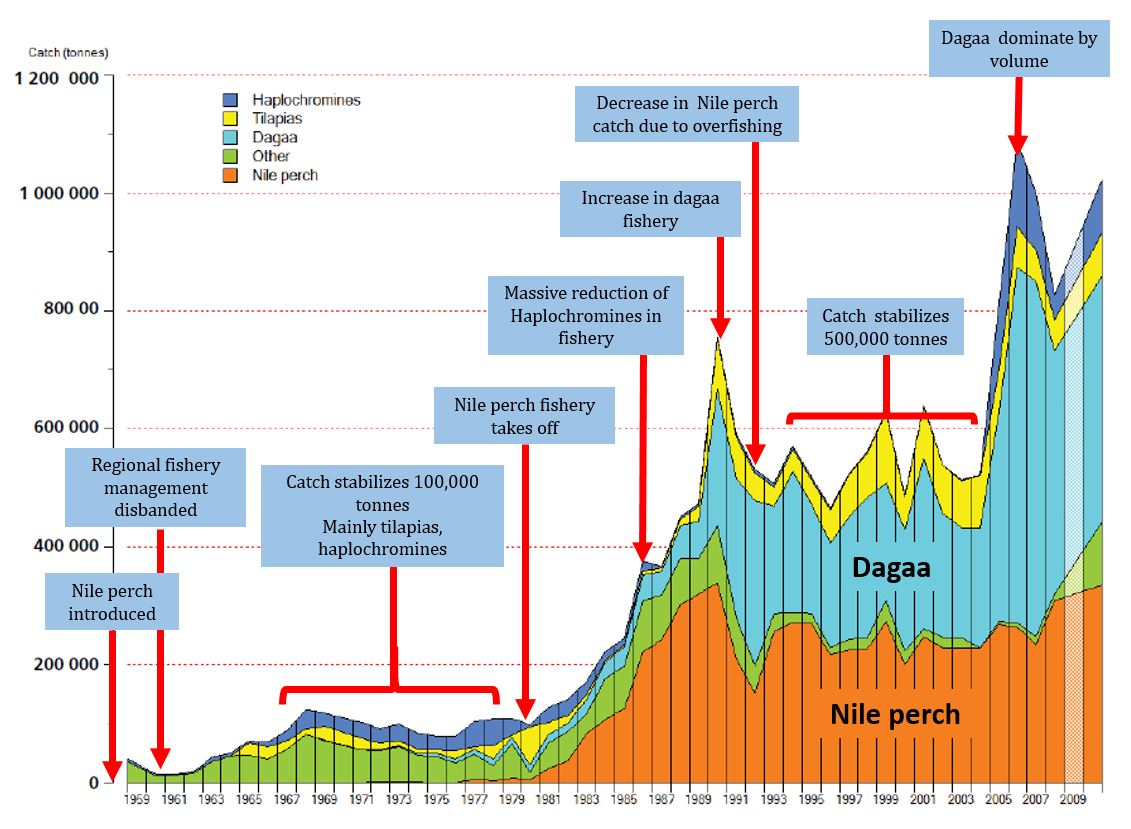 Catch (tonnes)
1 200 000
1 000 000
800 00
600 000
400 000
200 000
0
Haplochromines
Tilapias
Dagaa
Other
Nile perch
Dagaa dominate by
volume
Decrease in Nile perch
catch due to overfishing
Increase in dagaa
fishery
Massive reduction of
Haplochromines in
fishery
Catch stabilizes
500,000 tonnes
Nile perch fishery
takes off
Regional fishery
management
disbanded
Catch stabilizes 100,000
tonnes
Mainly tilapias,
haplochromines
Nile perch
introduced
Dagaa
Nile perch
1959 1961 1963 1965 1967 1969 1971 1973 1975 1977 1979 1981 1983 1985 1987 1989 1991 1993 1995 1997 1999 2001 2003 2005 2007 2009